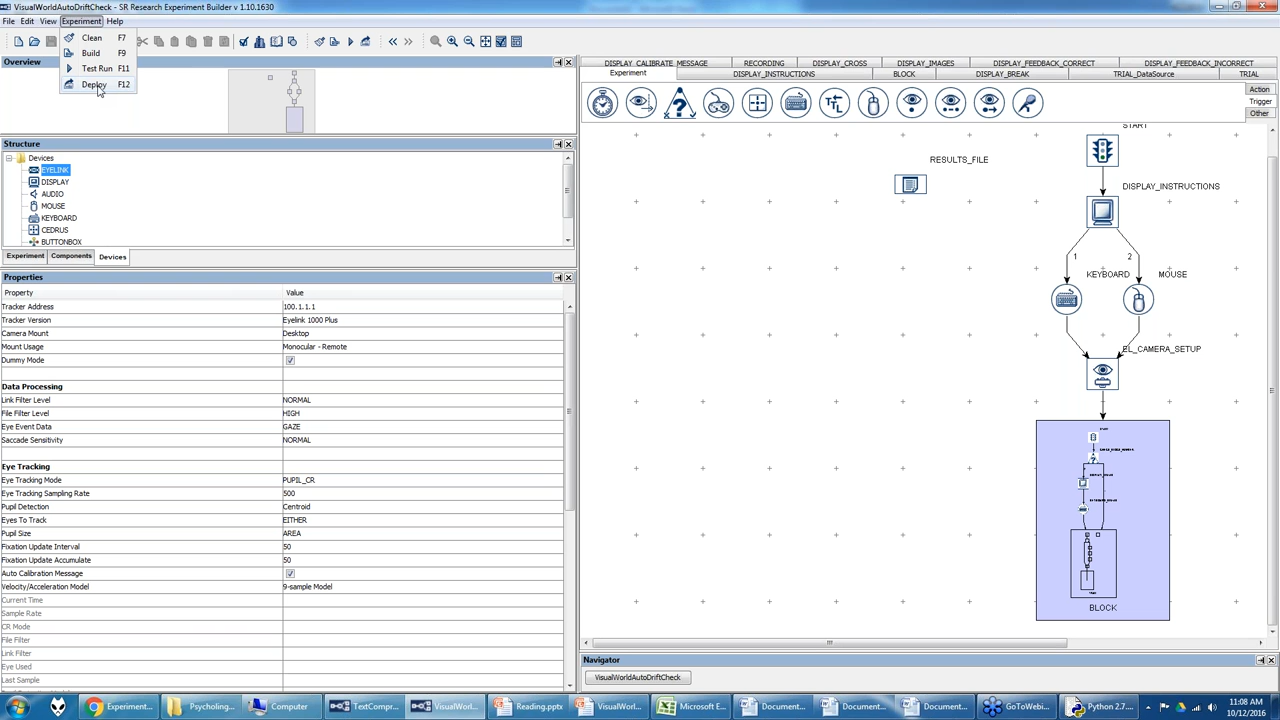 VisualWorldAutoDriftCheck - SR Research Experiment Builder v 1.10.1630
File Edit View Experiment Help
Clean F7
Build F9
Test Run F11
Deploy F12
Overview
Structure
Devices
EYELINK
DISPLAY
AUDIO
MOUSE
KEYBOARD
CEDRUS
BUTTONBOX
Experiment Components Devices
Properties
Property Value
Tracker Address 100.1.1.1
Tracker Version Eyelink 1000 Plus
Camera Mount Desktop
Mount Usage Monocular - Remote
Dummy Mode
Data Processing
Link Filter Level NORMAL
File Filter Level HIGH
Eye Event Data GAZE
Saccade Sensitivity NORMAL
Eye Tracking
Eye Tracking Mode PUPIL_CR
Eye Tracking Sampling Rate 500
Pupil Detection Centroid
Eyes To Track EITHER
Pupil Size AREA
Fixation Update Interval 50
Fixation Update Accumulate 50
Auto Calibration Message
Velocity/Acceleration Model 9-sample Model
Current Time
Sample Rate
CR Mode
File Filter
Link Filter
Eye Used
Last Sample
DISPLAY_CALIBRATE_MESSAGE RECORDING DISPLAY_CROSS DISPLAY_IMAGES DISPLAY_FEEDBACK_CORRECT DISPLAY_FEEDBACK_INCORRECT
Experiment DISPLAY_INSTRUCTIONS BLOCK DISPLAY_BREAK TRIAL_DataSource TRIAL
Action
Trigger
Other
START
RESULTS_FILE
DISPLAY_INSTRUCTIONS
1 2
KEYBOARD MOUSE
EL_CAMERA_SETUP
BLOCK
Navigator
VisualWorldAutoDriftCheck
Experiment... Psycholing... Computer TextCompr... VisualWorl... Reading.ppt... VisualWorl... Microsoft E... Document... Document... Document... GoToWebi... Python 2.7....
11:08 AM
10/12/2016